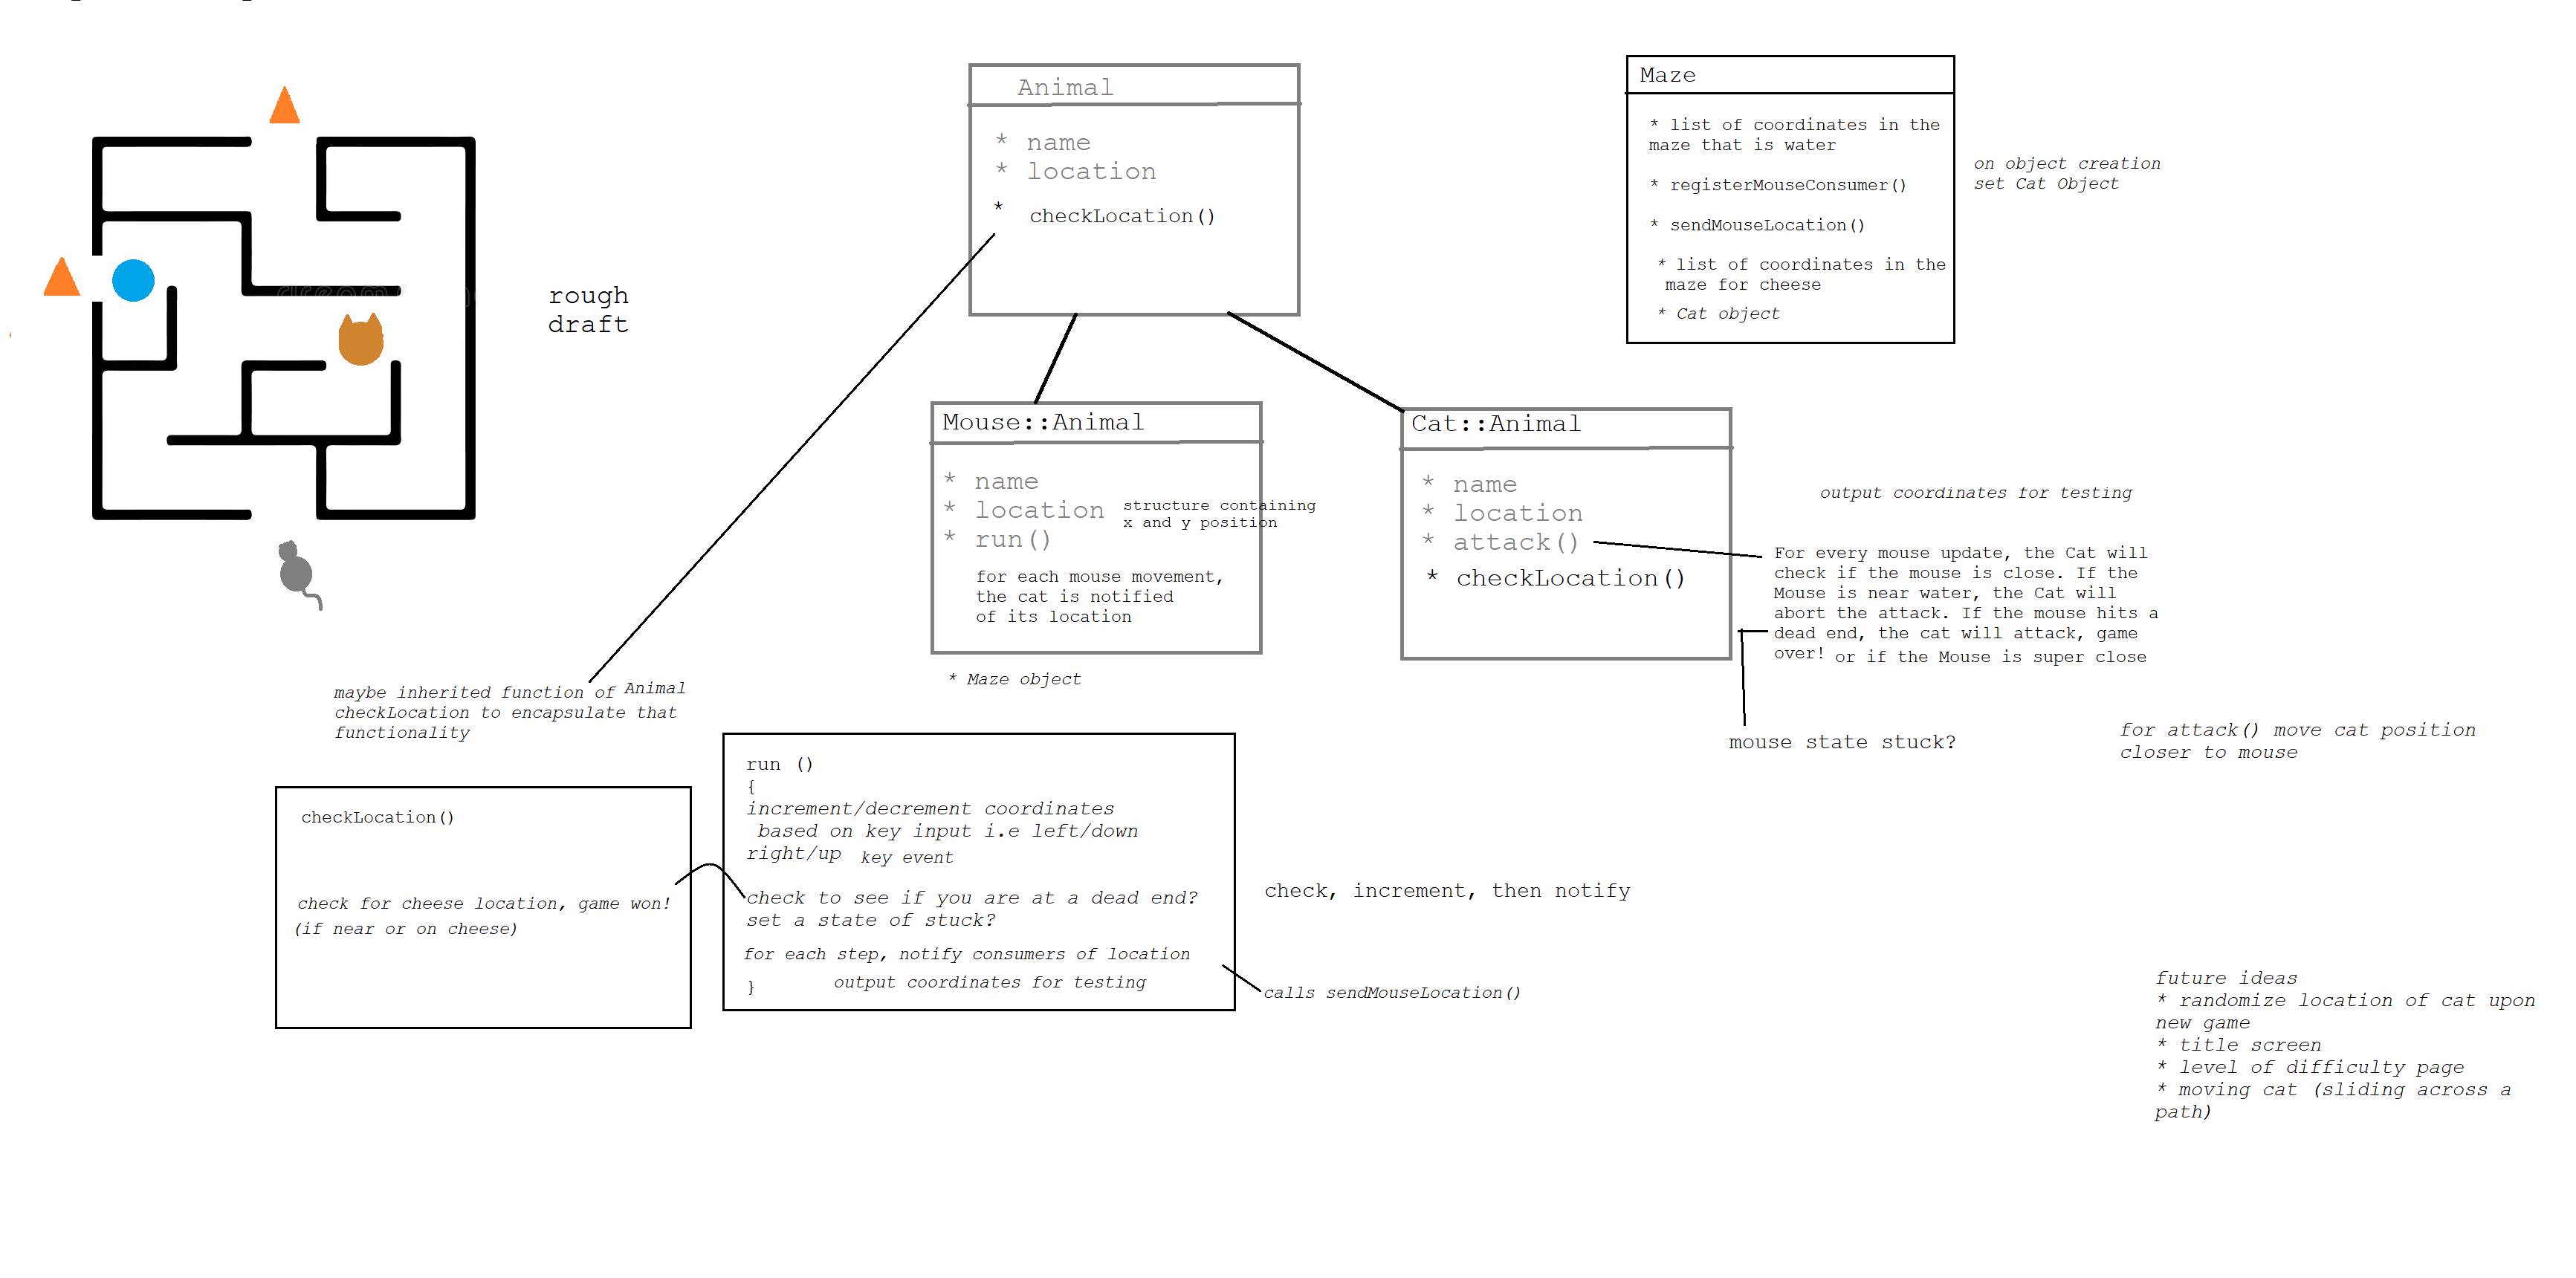 rough
draft
Animal
* name
* location
* checkLocation()
Maze
* list of coordinates in the
maze that is water
* registerMouseConsumer()
* sendMouseLocation()
* list of coordinates in the
maze for cheese
* Cat object
on object creation
set Cat Object
Mouse::Animal
* name
* location
* run()
structure containing
x and y position
for each mouse movement,
the cat is notified
of its location
* Maze object
Cat::Animal
* name
* location
* attack()
* checkLocation()
output coordinates for testing
For every mouse update, the Cat will
check if the mouse is close. If the
Mouse is near water, the Cat will
abort the attack. If the mouse hits a
dead end, the cat will attack, game
over! or if the Mouse is super close
mouse state stuck?
for attack() move cat position
closer to mouse
maybe inherited function of Animal
checkLocation to encapsulate that
functionality
checkLocation()
check for cheese location, game won!
(if near or on cheese)
run ()
{
increment/decrement coordinates
based on key input i.e left/down
right/up key event
check to see if you are at a dead end?
set a state of stuck?
for each step, notify consumers of location
output coordinates for testing
}
check, increment, then notify
calls sendMouseLocation()
future ideas
* randomize location of cat upon
new game
* title screen
* level of difficulty page
* moving cat (sliding across a
path)